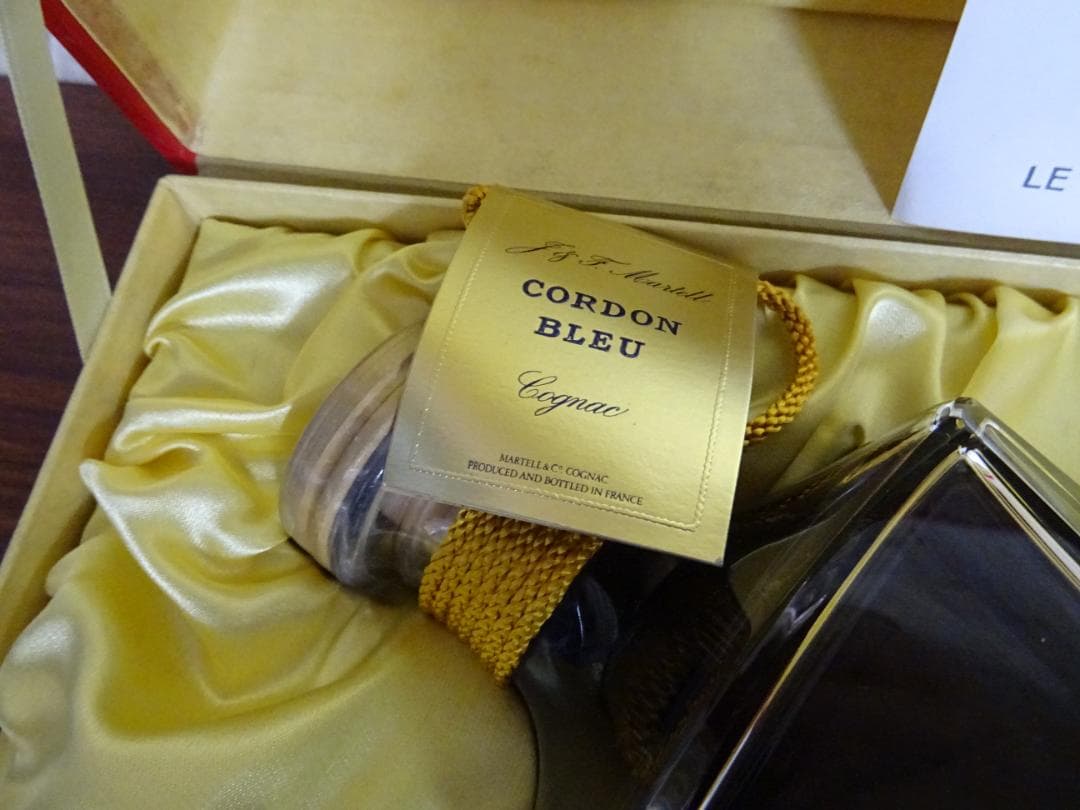 J & F. Martell
CORDON
BLEU
Cognac
MARTELL & Cº COGNAC
PRODUCED AND BOTTLED IN FRANCE
LE